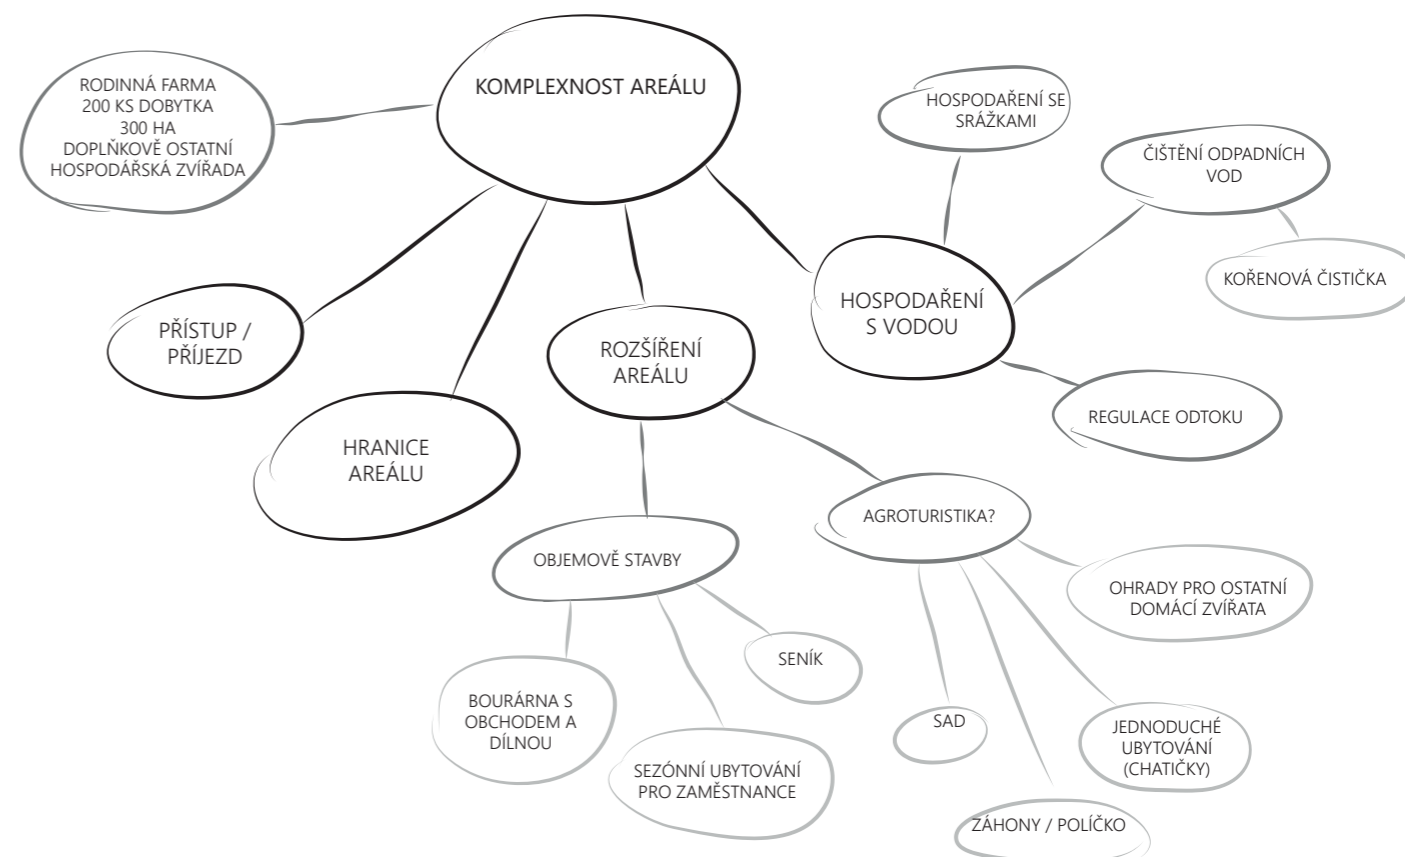 KOMPLEXNOST AREÁLU
RODINNÁ FARMA
200 KS DOBYTKA
300 HA
DOPLŇKOVĚ OSTATNÍ
HOSPODÁŘSKÁ ZVÍŘADA
HOSPODAŘENÍ SE
SRÁŽKAMI
ČIŠTĚNÍ ODPADNÍCH
VOD
KOŘENOVÁ ČISTIČKA
HOSPODAŘENÍ
S VODOU
PŘÍSTUP /
PŘÍJEZD
ROZŠÍŘENÍ
AREÁLU
REGULACE ODTOKU
HRANICE
AREÁLU
AGROTURISTIKA?
OBJEMOVĚ STAVBY
OHRADY PRO OSTATNÍ
DOMÁCÍ ZVÍŘATA
SENÍK
BOURÁRNA S
OBCHODEM A
DÍLNOU
SAD
JEDNODUCHÉ
UBYTOVÁNÍ
(CHATIČKY)
SEZÓNNÍ UBYTOVÁNÍ
PRO ZAMĚSTNANCE
ZÁHONY / POLÍČKO